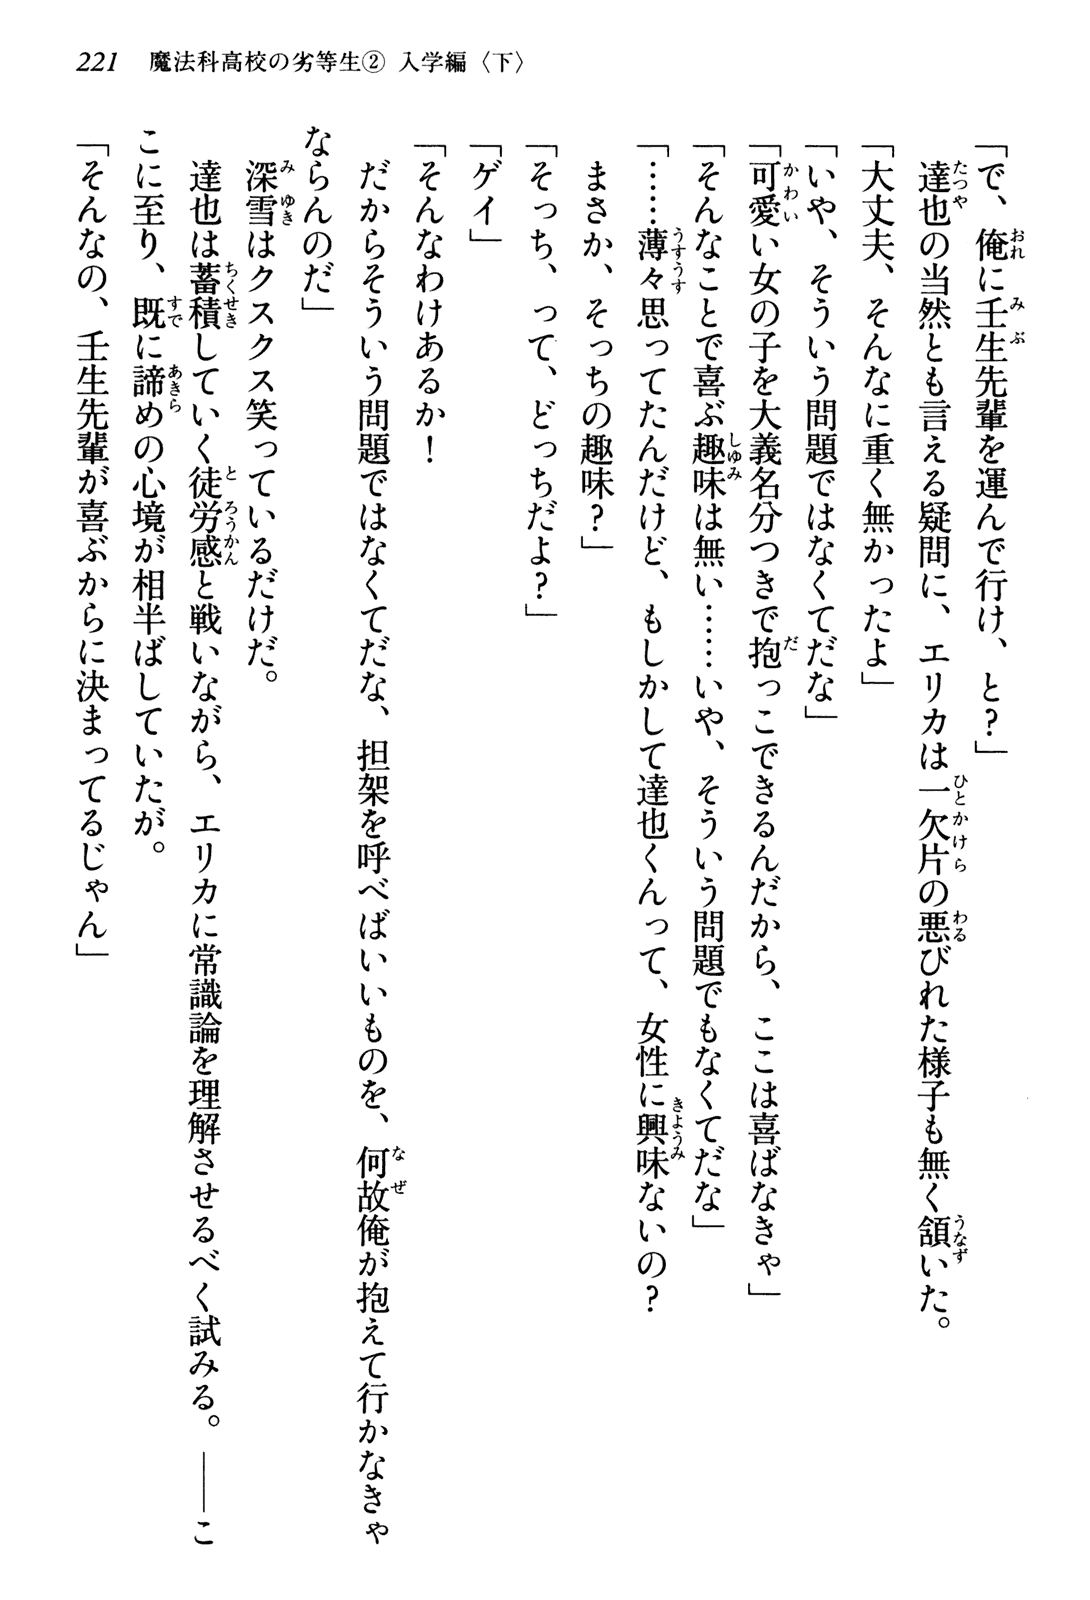 221　魔法科高校の劣等生② 入学編〈下〉
「で、俺に壬生先輩を運んで行け、と?」
達也の当然とも言える疑問に、エリカは一欠片の悪びれた様子も無く頷いた。
「大丈夫、そんなに重く無かったよ」
「いや、そういう問題ではなくてだな」
「可愛い女の子を大義名分つきで抱っこできるんだから、ここは喜ばなきゃ」
「そんなことで喜ぶ趣味は無い……いや、そういう問題でもなくてだな」
「……薄々思ってたんだけど、もしかして達也くんって、女性に興味ないの?
まさか、そっちの趣味?」
「そっち、って、どっちだよ?」
「ゲイ」
「そんなわけあるか!
だからそういう問題ではなくてだな、担架を呼べばいいものを、何故俺が抱えて行かなきゃ
ならんのだ」
深雪はクスクス笑っているだけだ。
達也は蓄積していく徒労感と戦いながら、エリカに常識論を理解させるべく試みる。――こ
こに至り、既に諦めの心境が相半ばしていたが。
「そんなの、壬生先輩が喜ぶからに決まってるじゃん」